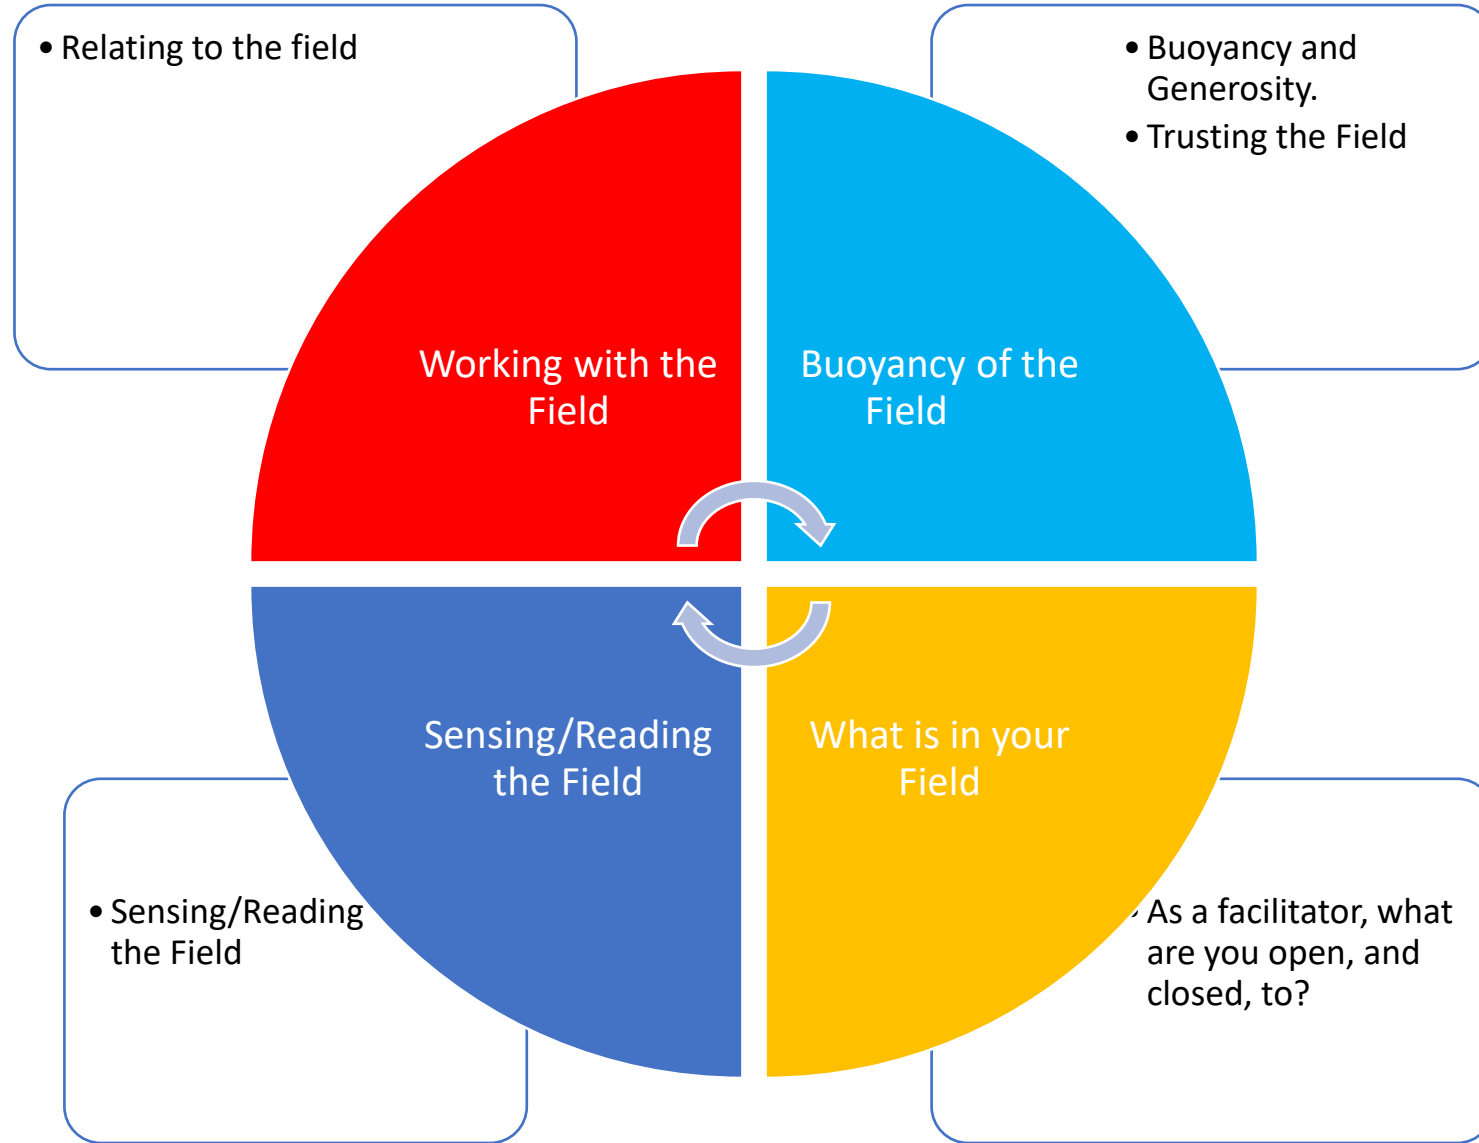 • Relating to the field
• Buoyancy and
Generosity.
• Trusting the Field
Working with the
Field
Buoyancy of the
Field
Sensing/Reading
the Field
What is in your
Field
• Sensing/Reading
the Field
• As a facilitator, what
are you open, and
closed, to?